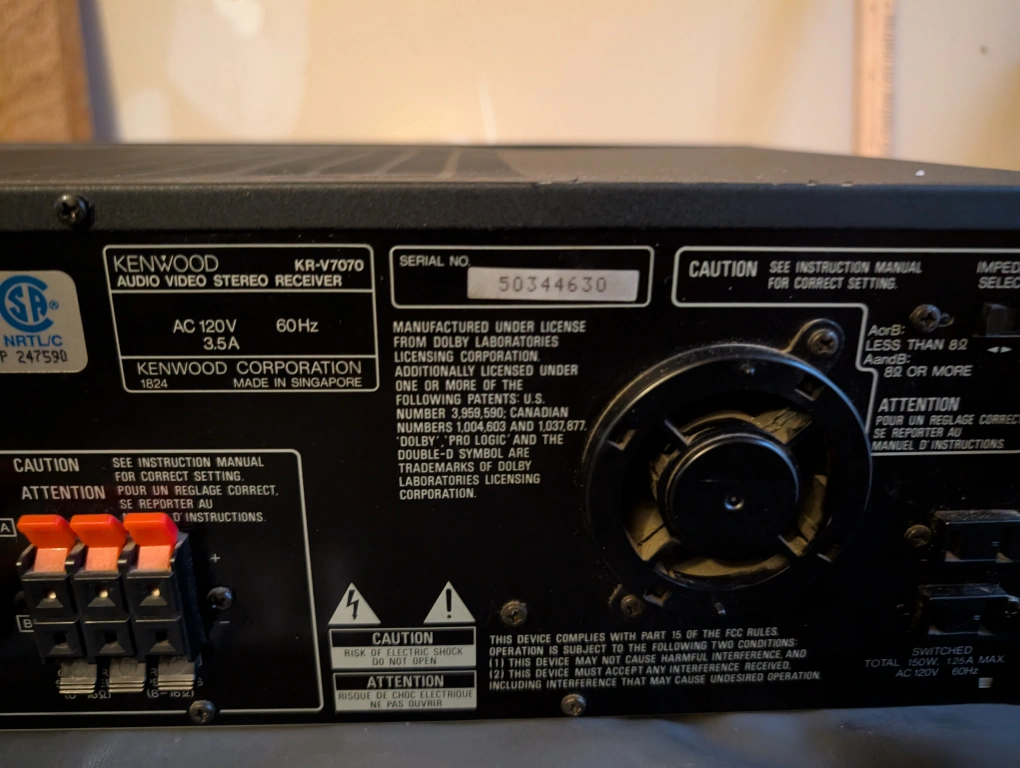 KENWOOD KR-V7070
AUDIO VIDEO STEREO RECEIVER
AC 120V 60Hz
3.5A
KENWOOD CORPORATION
1824 MADE IN SINGAPORE
NRTL/C
P 247590
SERIAL NO.
50344630
MANUFACTURED UNDER LICENSE
FROM DOLBY LABORATORIES
LICENSING CORPORATION.
ADDITIONALLY LICENSED UNDER
ONE OR MORE OF THE
FOLLOWING PATENTS: U.S.
NUMBER 3,959,590; CANADIAN
NUMBERS 1,004,603 AND 1,037,877.
'DOLBY', 'PRO LOGIC' AND THE
DOUBLE-D SYMBOL ARE
TRADEMARKS OF DOLBY
LABORATORIES LICENSING
CORPORATION.
CAUTION SEE INSTRUCTION MANUAL
FOR CORRECT SETTING.
IMPED
SELEC
AorB:
LESS THAN 8Ω
AandB:
8Ω OR MORE
ATTENTION
POUR UN REGLAGE CORRECT
SE REPORTER AU
MANUEL D'INSTRUCTIONS.
CAUTION SEE INSTRUCTION MANUAL
FOR CORRECT SETTING.
ATTENTION POUR UN REGLAGE CORRECT,
SE REPORTER AU
D'INSTRUCTIONS.
A
+
B
CAUTION
RISK OF ELECTRIC SHOCK
DO NOT OPEN
ATTENTION
RISQUE DE CHOC ELECTRIQUE
NE PAS OUVRIR
THIS DEVICE COMPLIES WITH PART 15 OF THE FCC RULES.
OPERATION IS SUBJECT TO THE FOLLOWING TWO CONDITIONS:
(1) THIS DEVICE MAY NOT CAUSE HARMFUL INTERFERENCE, AND
(2) THIS DEVICE MUST ACCEPT ANY INTERFERENCE RECEIVED,
INCLUDING INTERFERENCE THAT MAY CAUSE UNDESIRED OPERATION.
SWITCHED
TOTAL 150W, 1.25A MAX.
AC 120V 60Hz